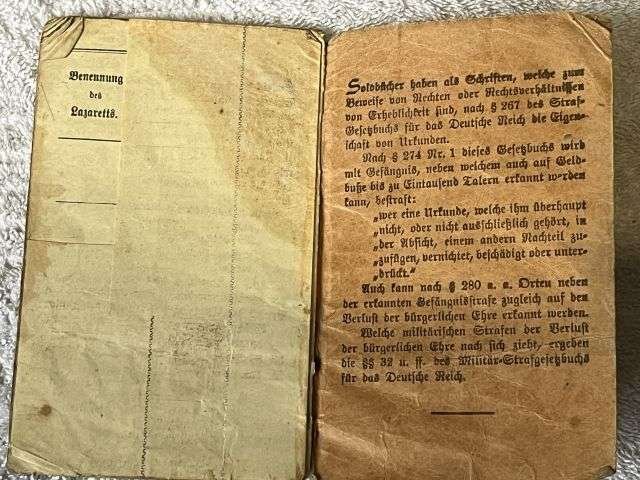 Benennung
des
Lazaretts.
Soldbücher haben als Schriften, welche zum
Beweise von Rechten oder Rechtsverhältnissen
von Erheblichkeit sind, nach § 267 des Straf-
Gesetzbuchs für das Deutsche Reich die Eigen-
schaft von Urkunden.
Nach § 274 Nr. 1 dieses Gesetzbuchs wird
mit Gefängnis, neben welchem auch auf Geld-
buße bis zu Eintausend Talern erkannt werden
kann, bestraft:
„wer eine Urkunde, welche ihm überhaupt
„nicht, oder nicht ausschließlich gehört, in
„der Absicht, einem andern Nachteil zu-
„zufügen, vernichtet, beschädigt oder unter-
„drückt.“
Auch kann nach § 280 a. a. Orten neben
der erkannten Gefängnisstrafe zugleich auf den
Verlust der bürgerlichen Ehre erkannt werden.
Welche militärischen Strafen der Verlust
der bürgerlichen Ehre nach sich zieht, ergeben
die §§ 32 u. ff. des Militär-Strafgesetzbuchs
für das Deutsche Reich.